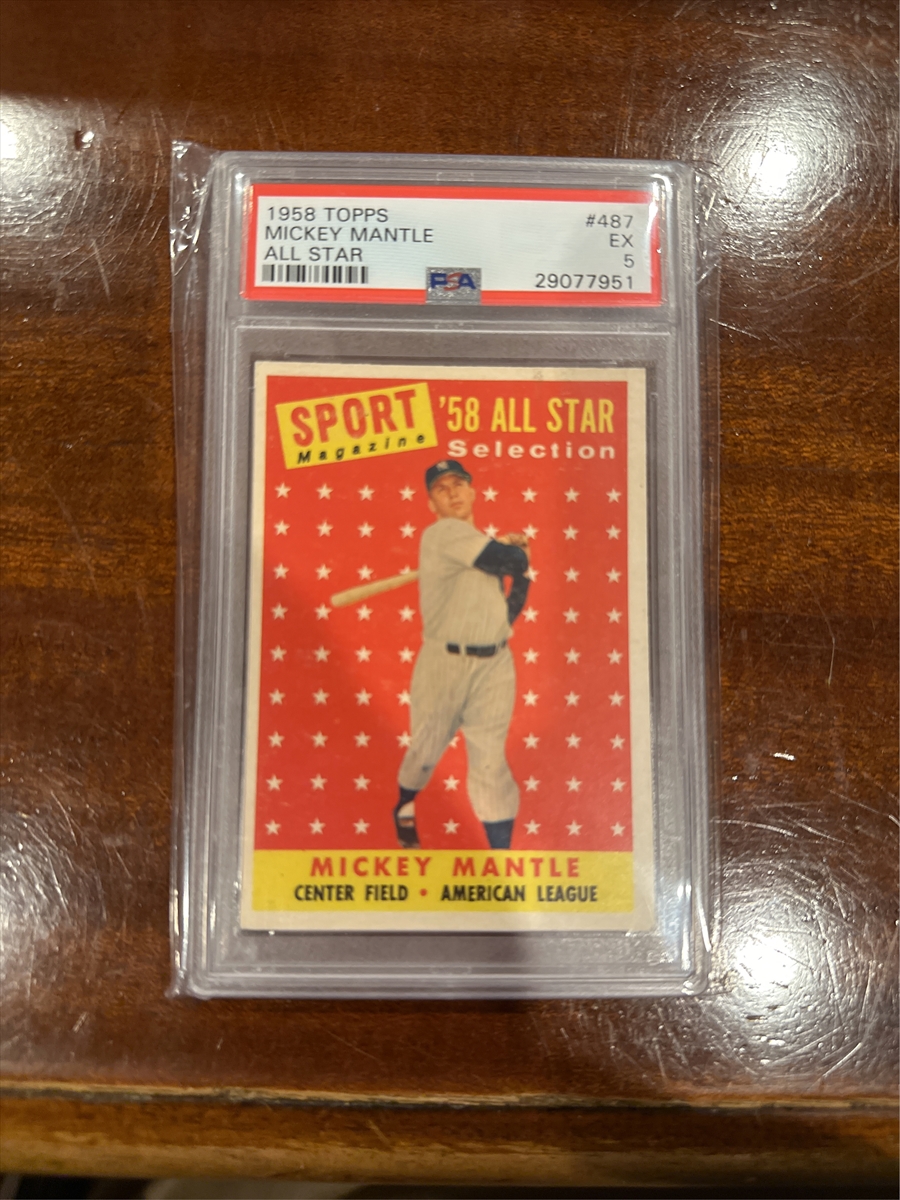 1958 TOPPS #487
MICKEY MANTLE EX
ALL STAR 5
PSA 29077951
SPORT '58 ALL STAR
Magazine Selection
MICKEY MANTLE
CENTER FIELD • AMERICAN LEAGUE